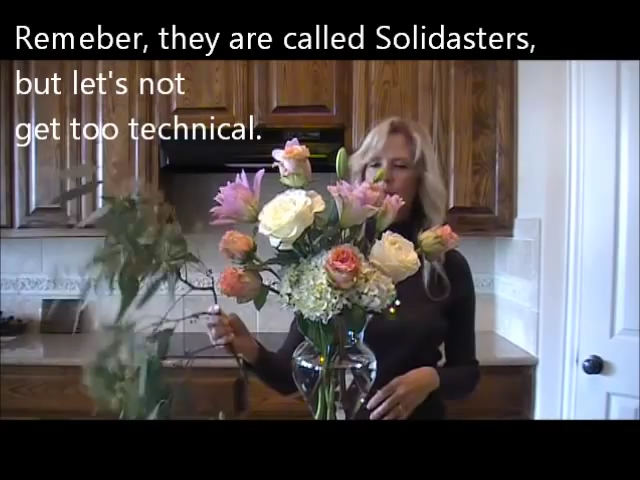 Remeber, they are called Solidasters,
but let's not
get too technical.